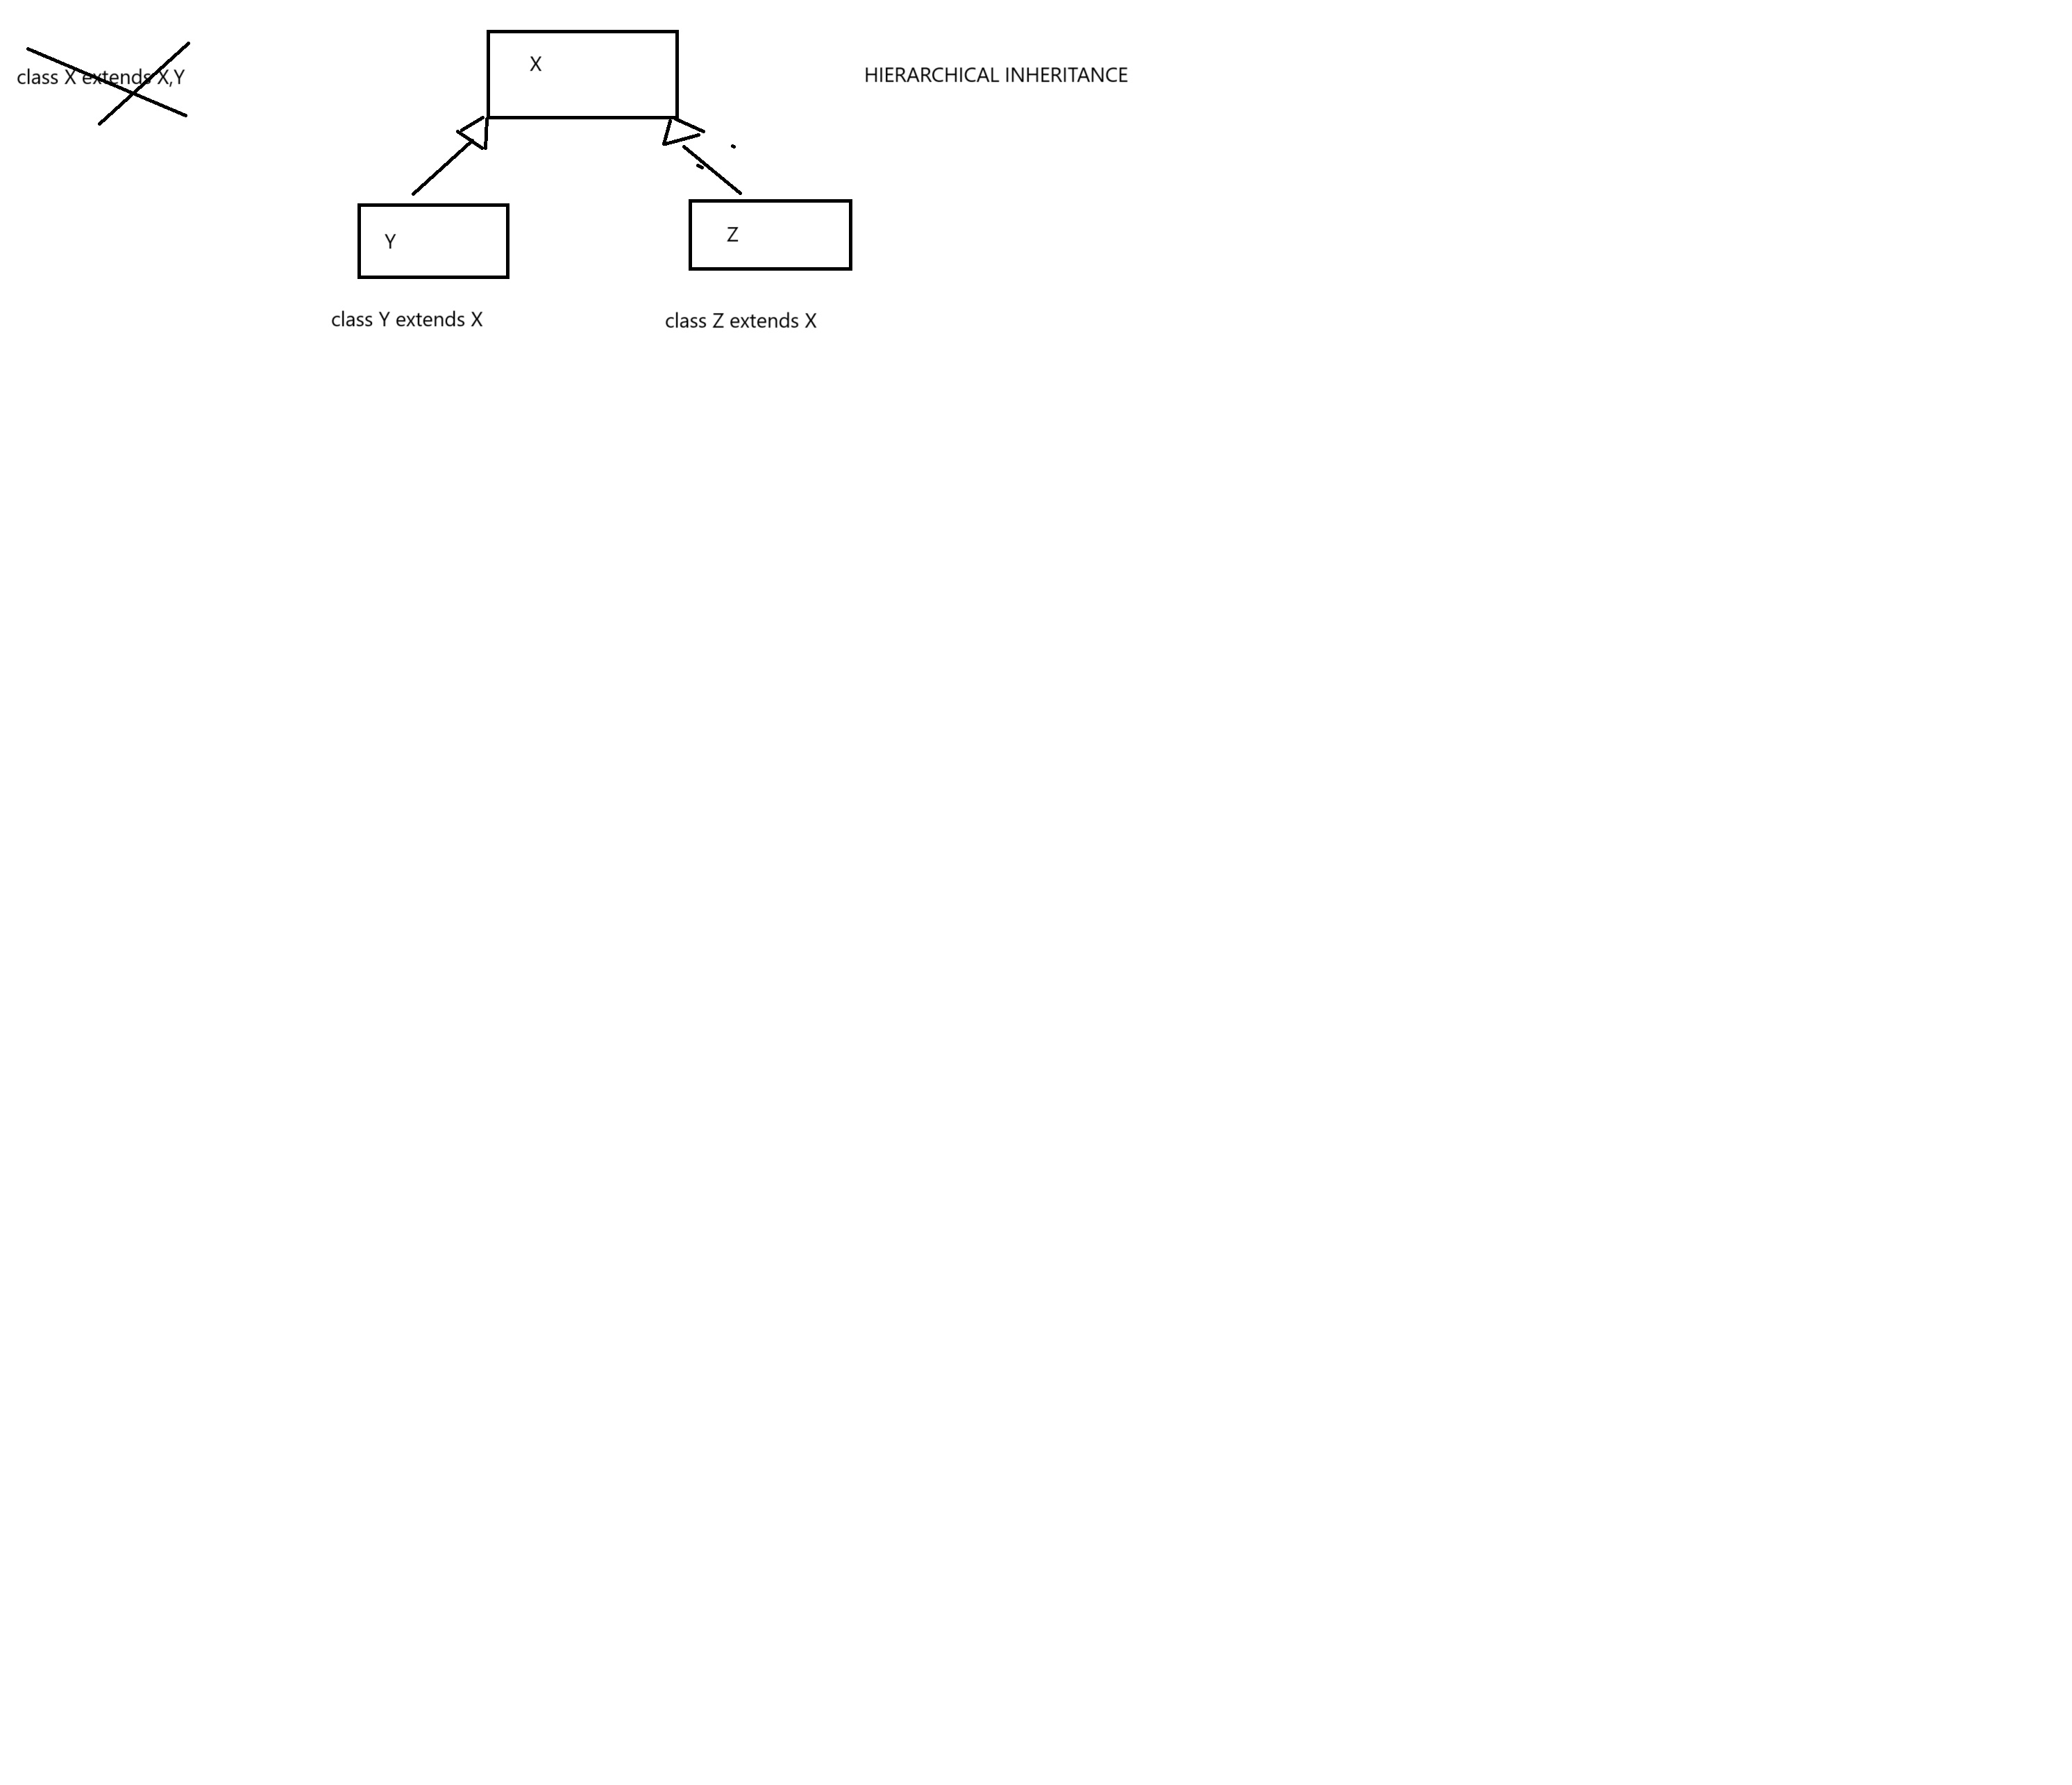 class X extends X,Y
X
HIERARCHICAL INHERITANCE
Y
Z
class Y extends X
class Z extends X